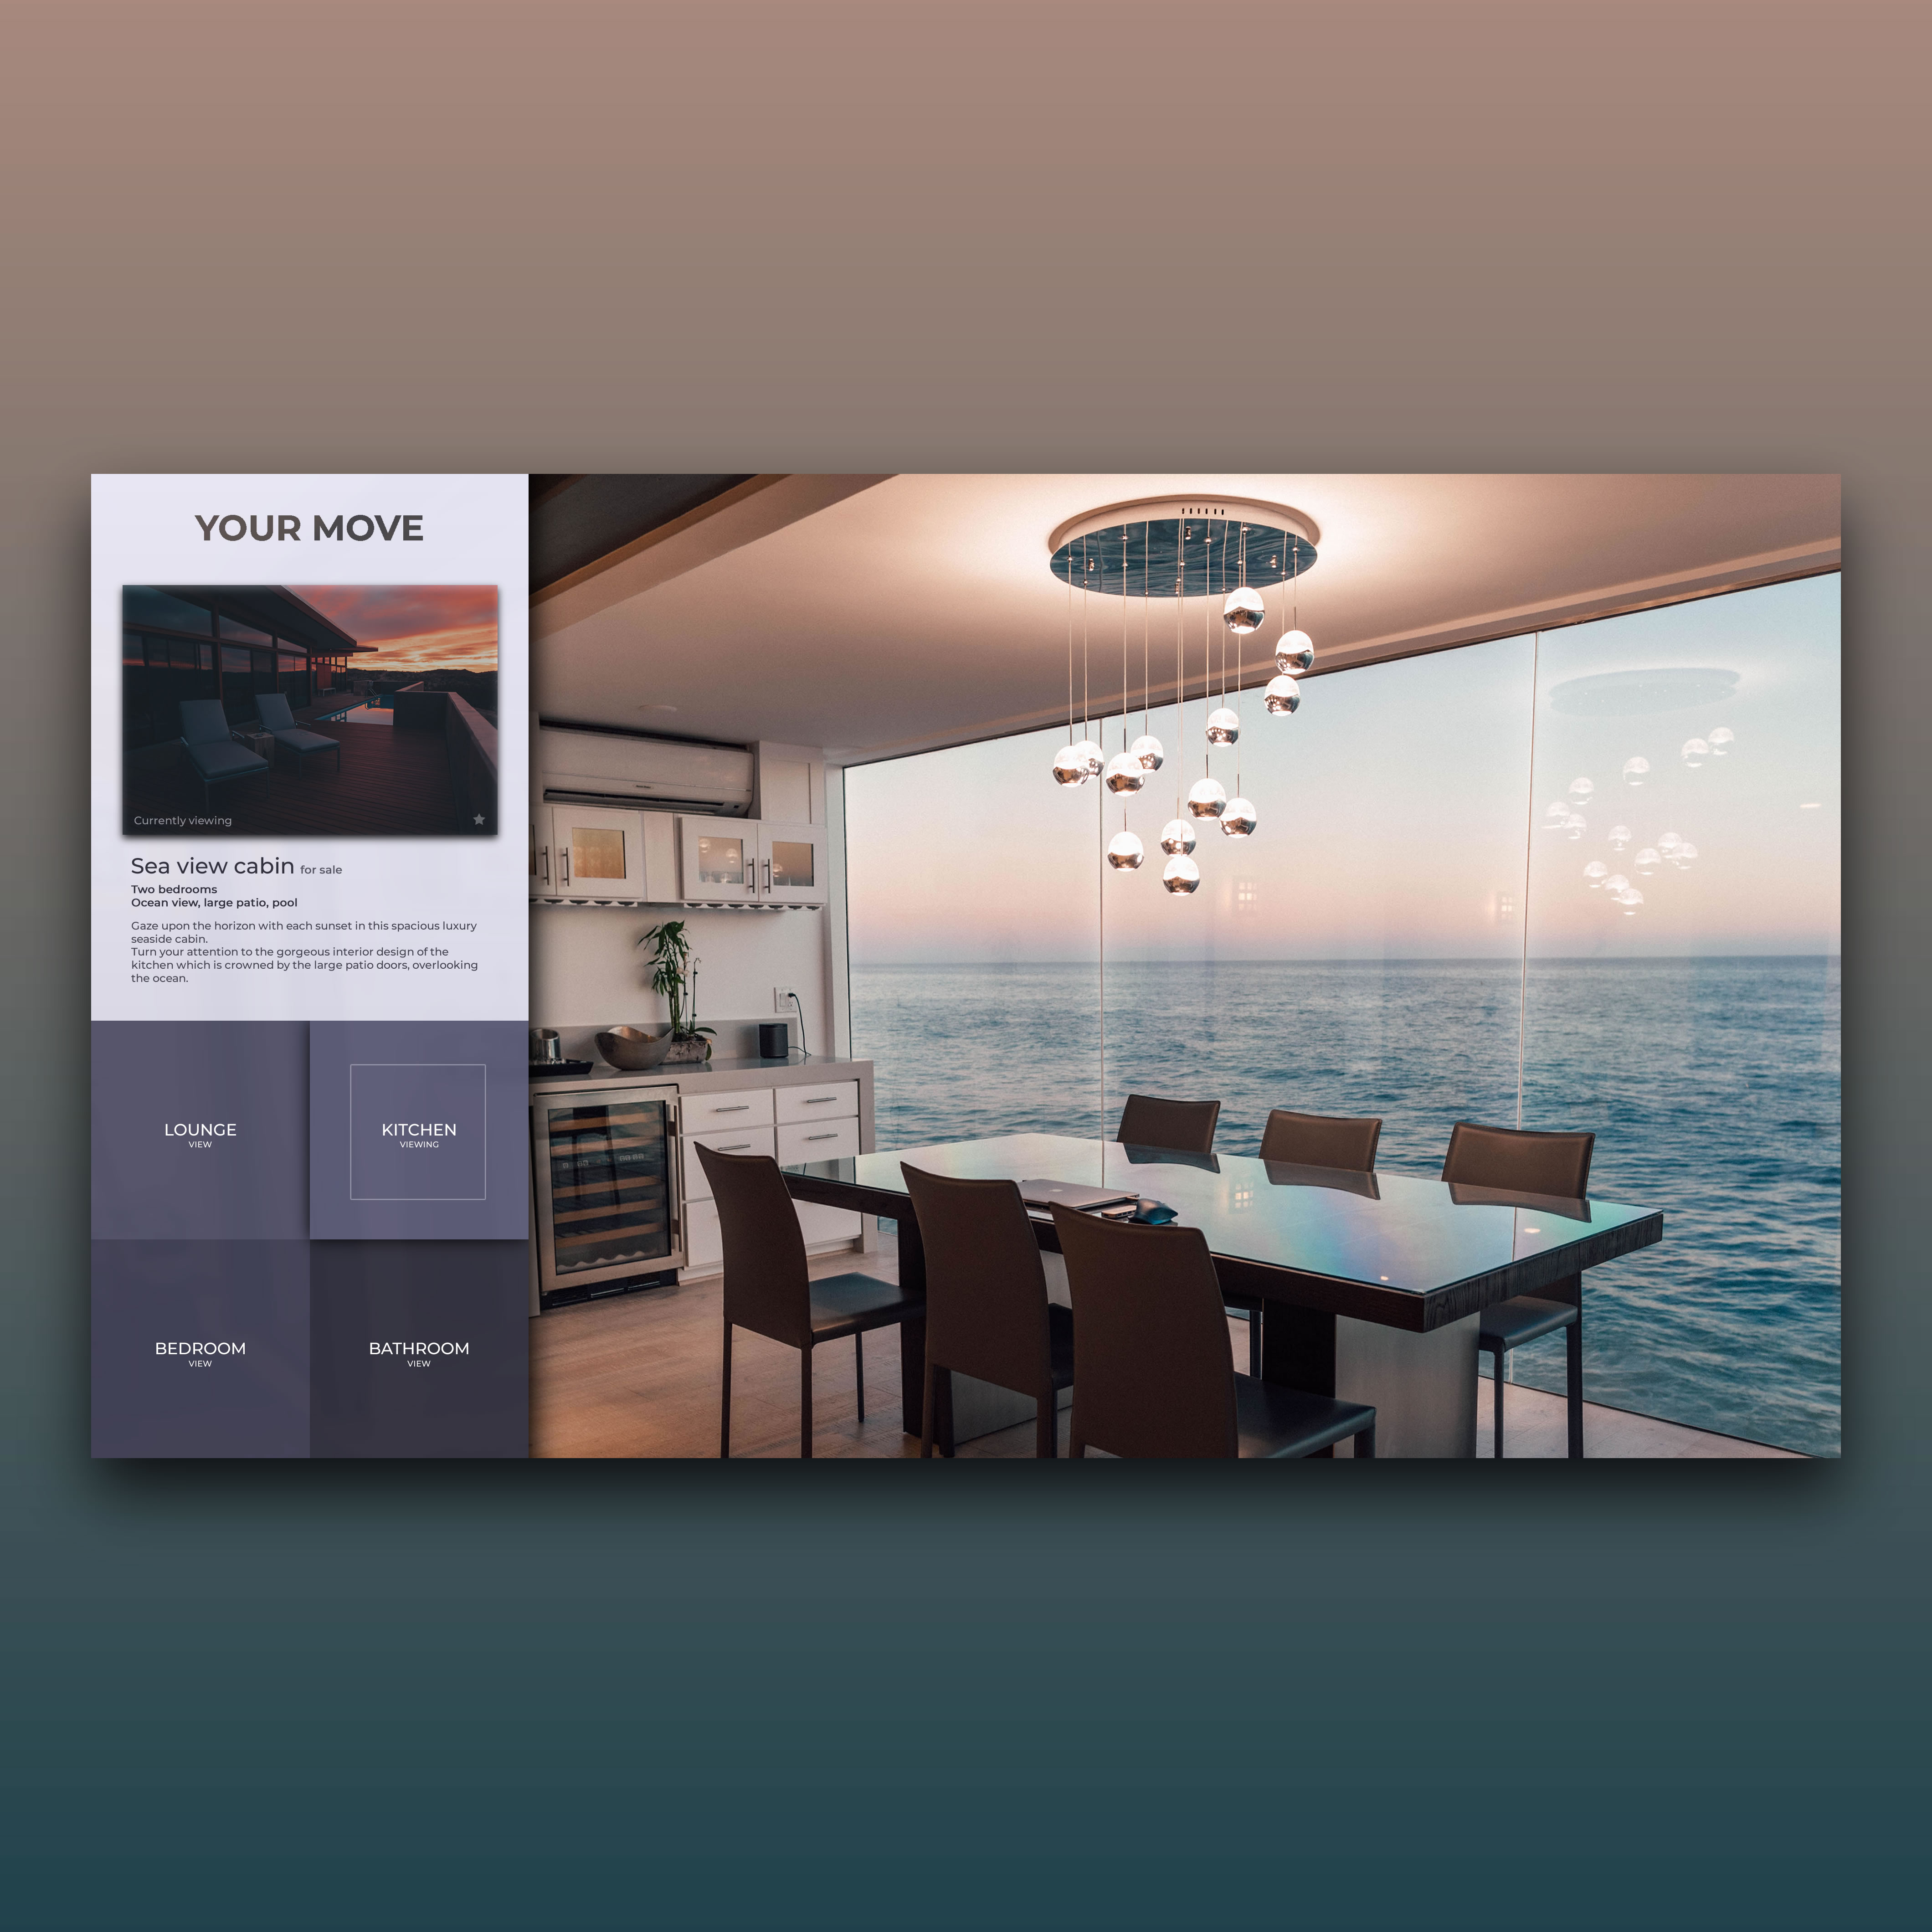 YOUR MOVE
Currently viewing
Sea view cabin for sale
Two bedrooms
Ocean view, large patio, pool
Gaze upon the horizon with each sunset in this spacious luxury
seaside cabin.
Turn your attention to the gorgeous interior design of the
kitchen which is crowned by the large patio doors, overlooking
the ocean.
LOUNGE
VIEW
KITCHEN
VIEWING
BEDROOM
VIEW
BATHROOM
VIEW